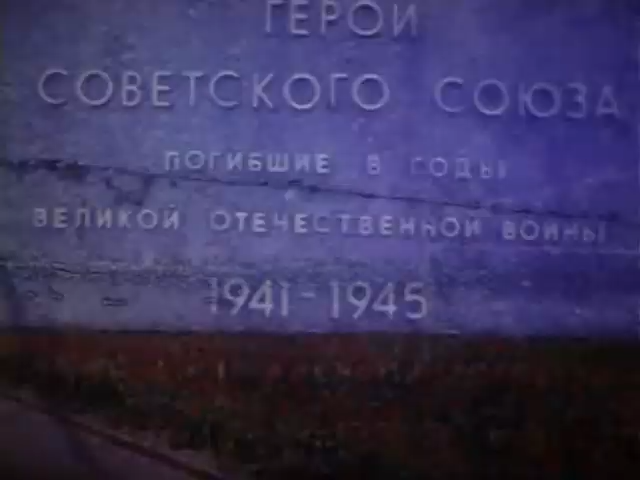 ГЕРОИ
СОВЕТСКОГО СОЮЗА
ПОГИБШИЕ В ГОДЫ
ВЕЛИКОЙ ОТЕЧЕСТВЕННОЙ ВОЙНЫ
1941-1945